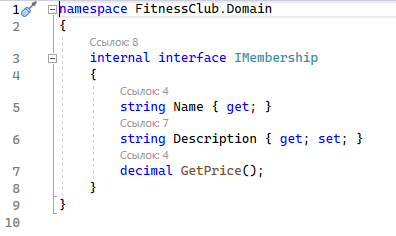 1 namespace FitnessClub.Domain
2 {
Ссылок: 8
3 internal interface IMembership
4 {
Ссылок: 4
5 string Name { get; }
Ссылок: 7
6 string Description { get; set; }
Ссылок: 4
7 decimal GetPrice();
8 }
9 }
10